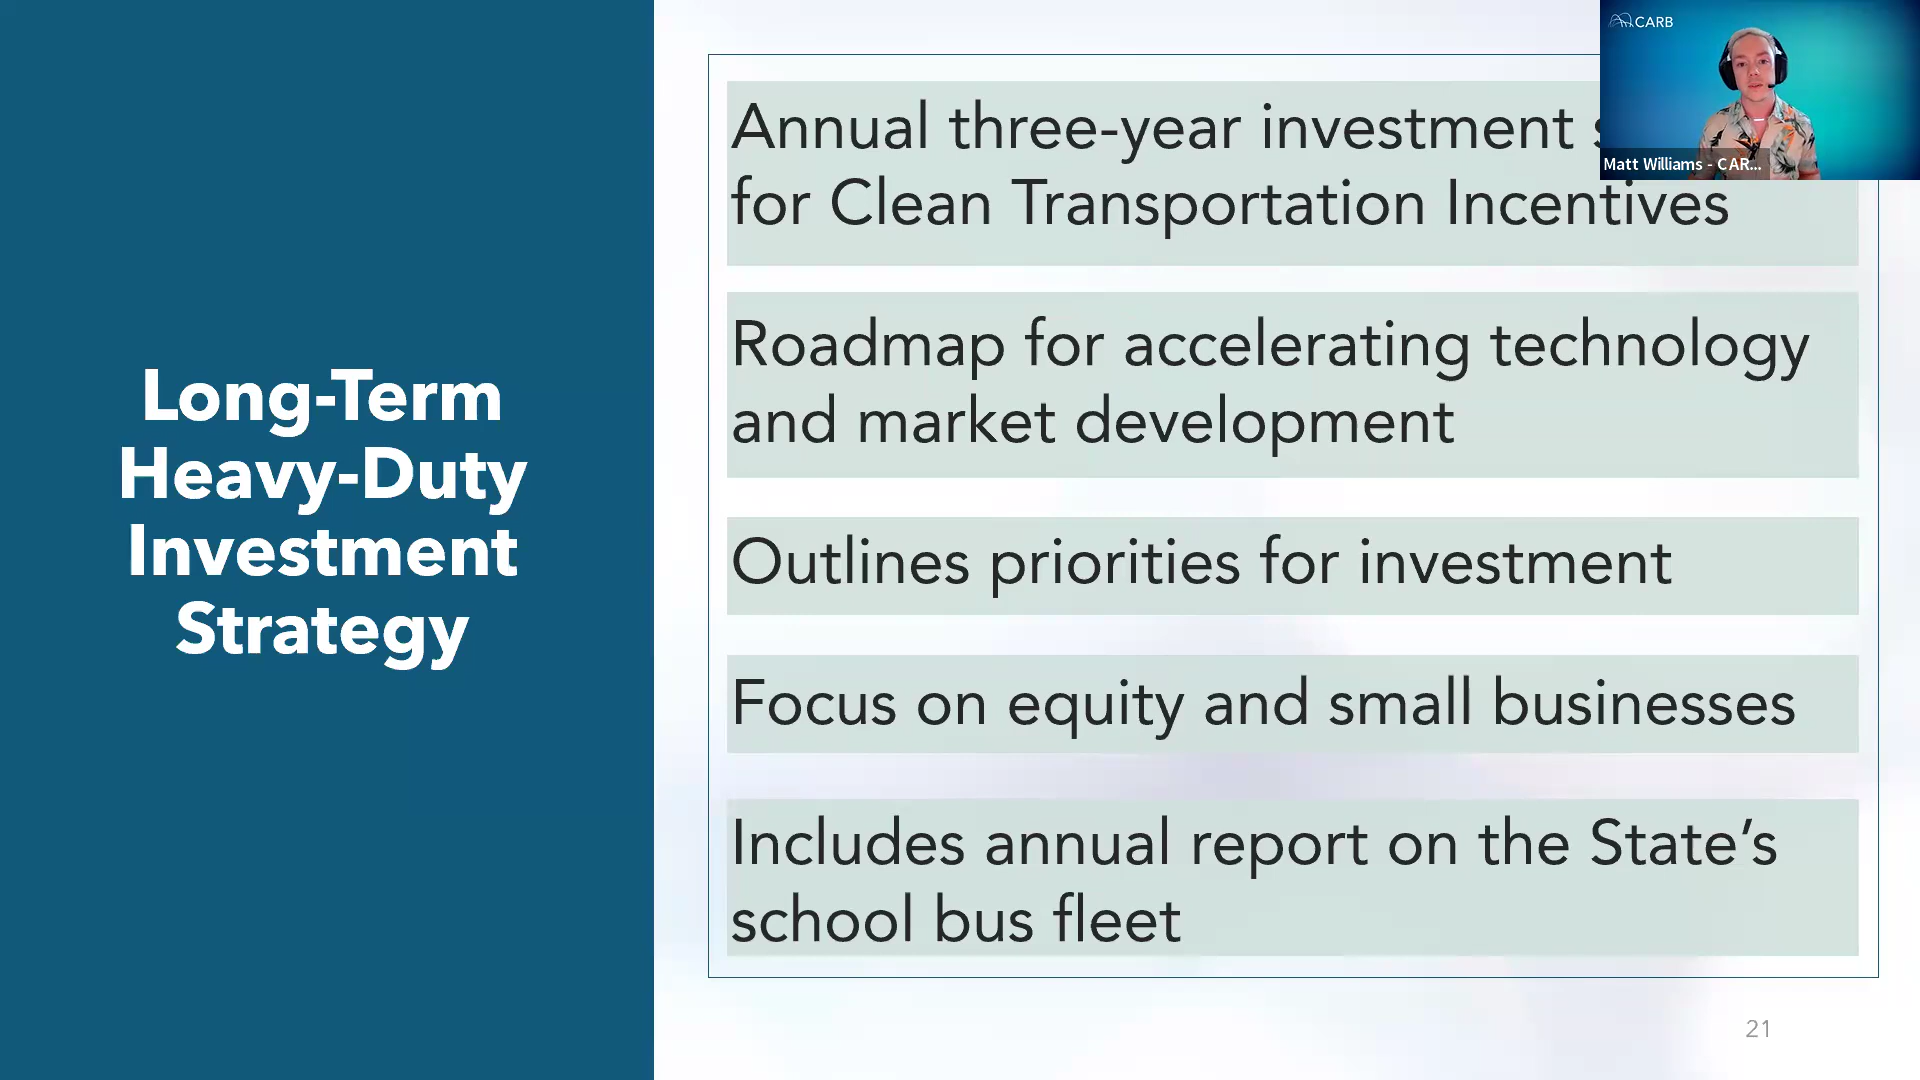 Long-Term
Heavy-Duty
Investment
Strategy
Annual three-year investment
for Clean Transportation Incentives
Roadmap for accelerating technology
and market development
Outlines priorities for investment
Focus on equity and small businesses
Includes annual report on the State’s
school bus fleet
CARB
Matt Williams - CAR...
21